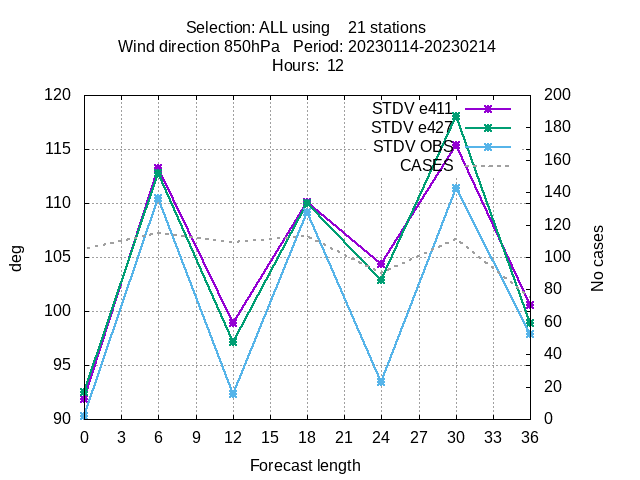 Selection: ALL using    21 stations
Wind direction 850hPa   Period: 20230114-20230214
Hours:  12
STDV e411
STDV e427
STDV OBS
CASES
120
115
110
105
100
95
90
deg
200
180
160
140
120
100
80
60
40
20
0
No cases
0 3 6 9 12 15 18 21 24 27 30 33 36
Forecast length